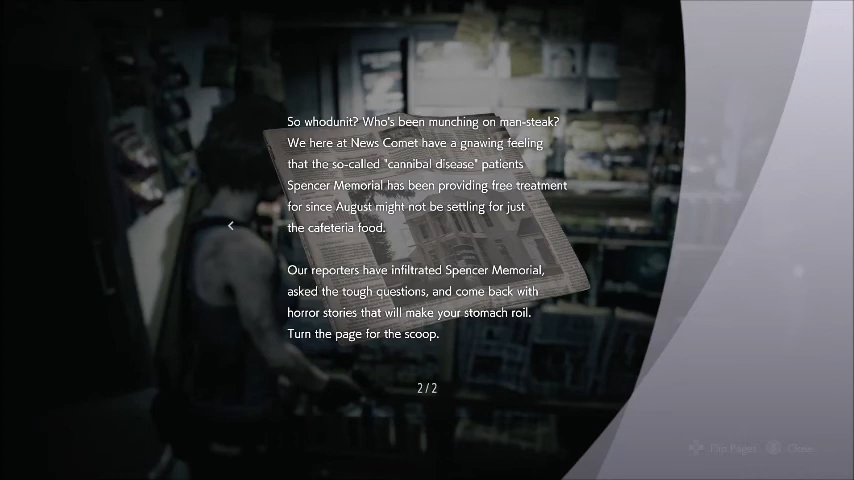 So whodunit? Who's been munching on man-steak?
We here at News Comet have a gnawing feeling
that the so-called "cannibal disease" patients
Spencer Memorial has been providing free treatment
for since August might not be settling for just
the cafeteria food.
Our reporters have infiltrated Spencer Memorial,
asked the tough questions, and come back with
horror stories that will make your stomach roil.
Turn the page for the scoop.
2/2
Flip Pages Close